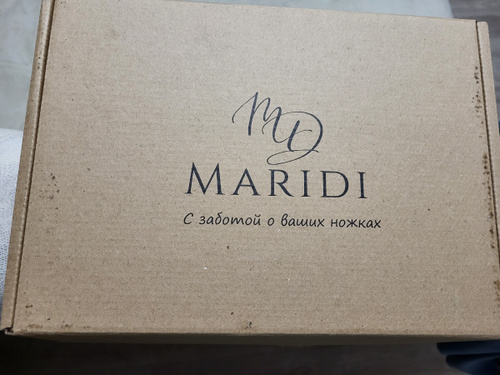 MD
MARIDI
С заботой о ваших ножках